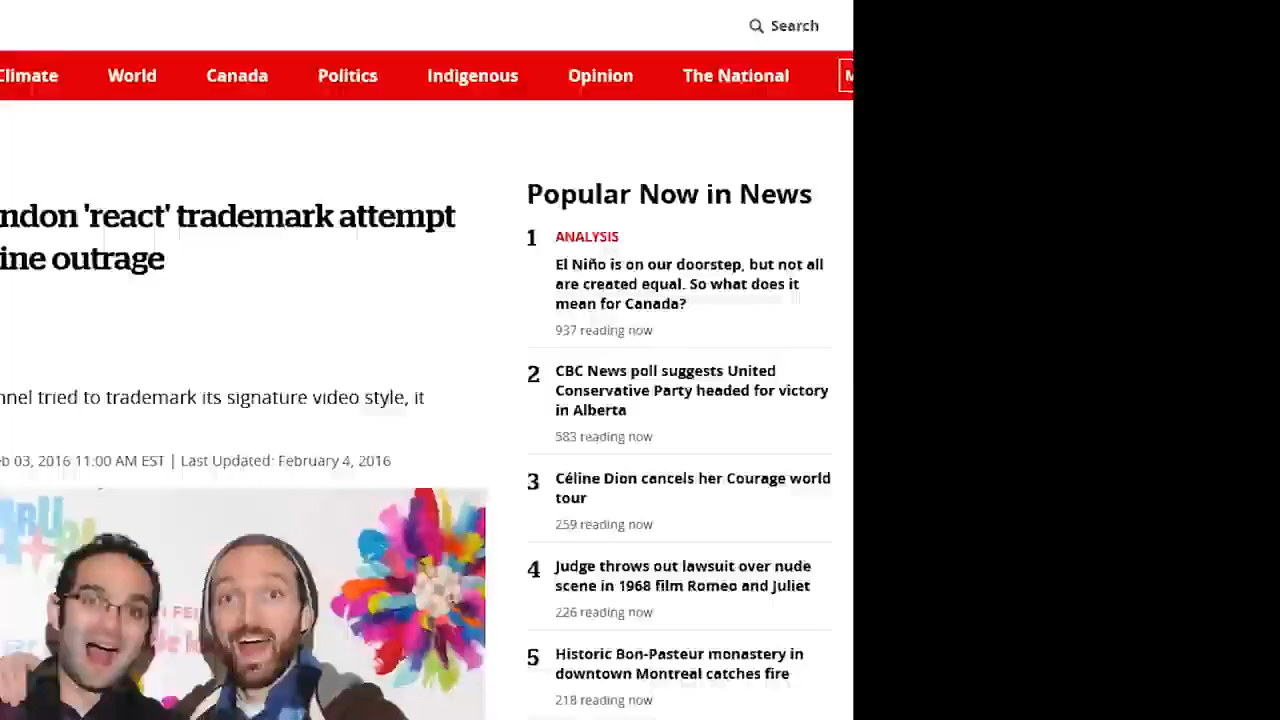 Search
Climate World Canada Politics Indigenous Opinion The National
ndon 'react' trademark attempt
ine outrage
nnel tried to trademark its signature video style, it
eb 03, 2016 11:00 AM EST | Last Updated: February 4, 2016
Popular Now in News
1 ANALYSIS
El Niño is on our doorstep, but not all
are created equal. So what does it
mean for Canada?
937 reading now
2 CBC News poll suggests United
Conservative Party headed for victory
in Alberta
583 reading now
3 Céline Dion cancels her Courage world
tour
259 reading now
4 Judge throws out lawsuit over nude
scene in 1968 film Romeo and Juliet
226 reading now
5 Historic Bon-Pasteur monastery in
downtown Montreal catches fire
218 reading now